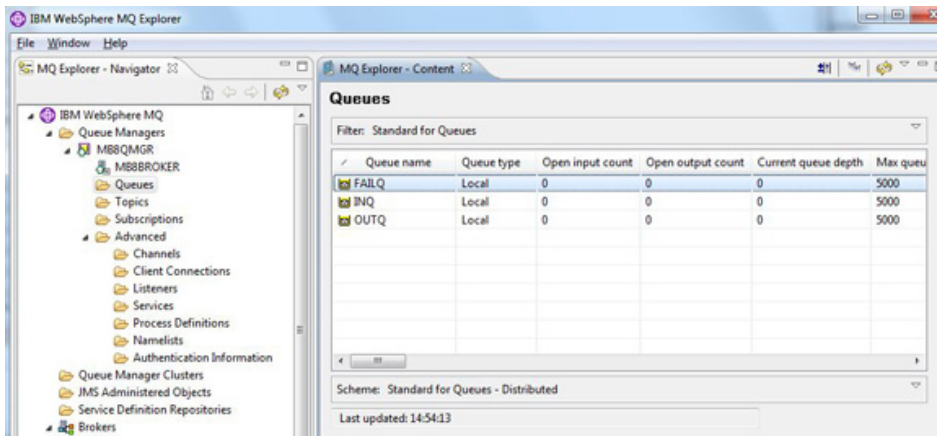 IBM WebSphere MQ Explorer
File Window Help
MQ Explorer - Navigator
IBM WebSphere MQ
Queue Managers
MB8QMGR
MB8BROKER
Queues
Topics
Subscriptions
Advanced
Channels
Client Connections
Listeners
Services
Process Definitions
Namelists
Authentication Information
Queue Manager Clusters
JMS Administered Objects
Service Definition Repositories
Brokers
MQ Explorer - Content
Queues
Filter: Standard for Queues
Queue name Queue type Open input count Open output count Current queue depth Max queu
FAILQ Local 0 0 0 5000
INQ Local 0 0 0 5000
OUTQ Local 0 0 0 5000
Scheme: Standard for Queues - Distributed
Last updated: 14:54:13